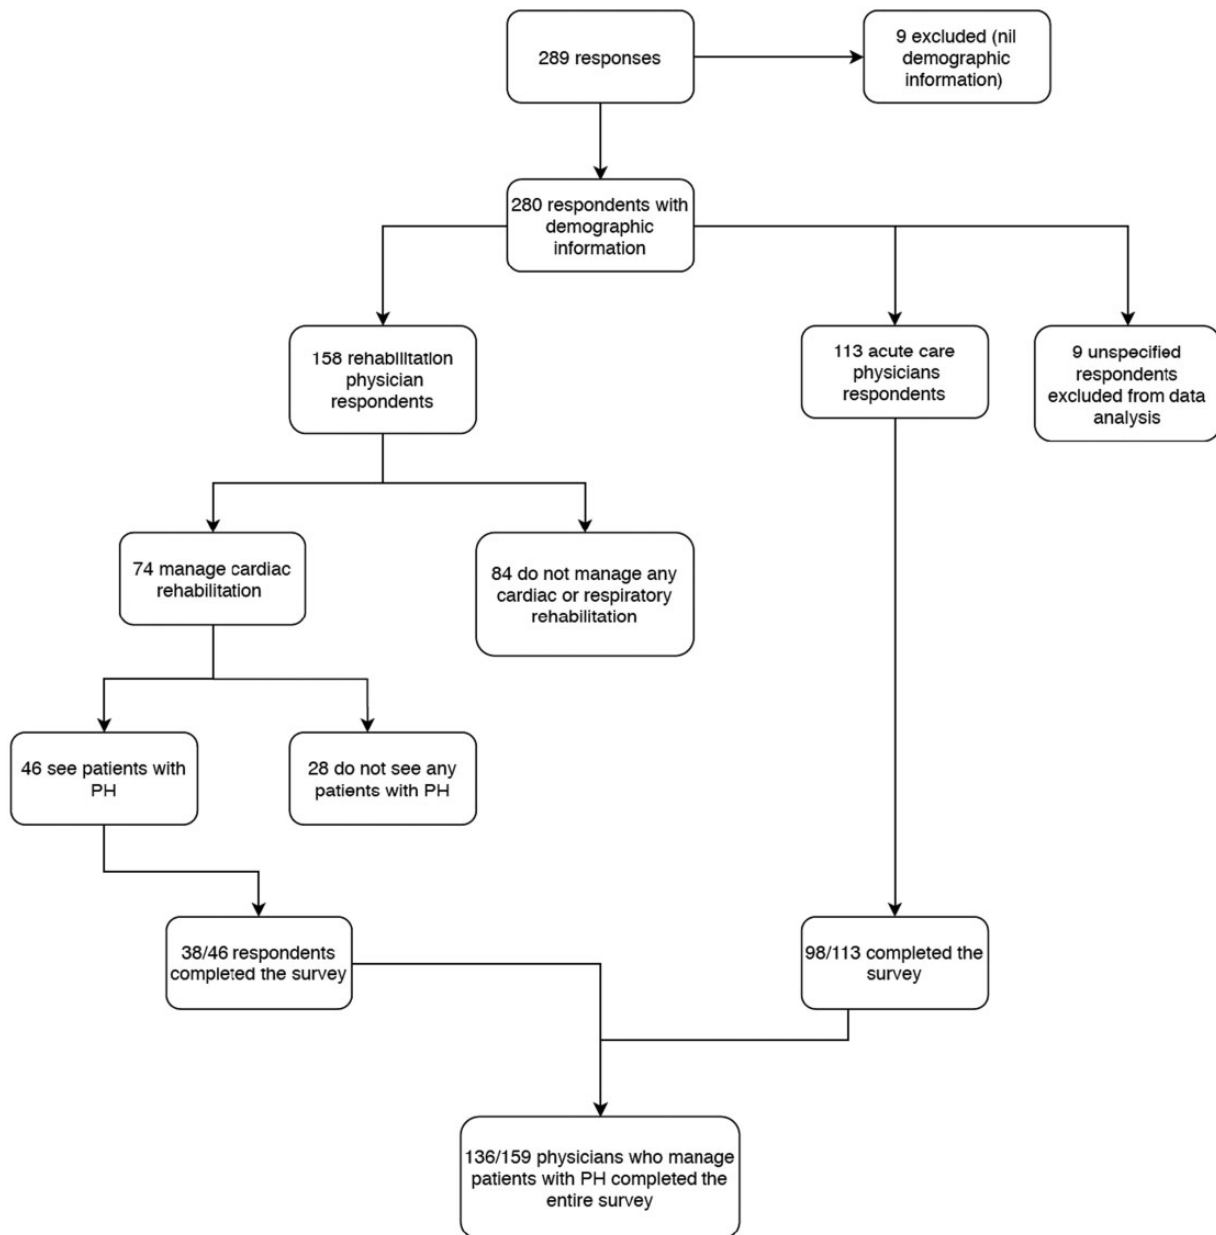 289 responses
9 excluded (nil
demographic
information)
280 respondents with
demographic
information
158 rehabilitation
physician
respondents
113 acute care
physicians
respondents
9 unspecified
respondents
excluded from data
analysis
74 manage cardiac
rehabilitation
84 do not manage any
cardiac or respiratory
rehabilitation
46 see patients with
PH
28 do not see any
patients with PH
38/46 respondents
completed the survey
98/113 completed the
survey
136/159 physicians who manage
patients with PH completed the
entire survey